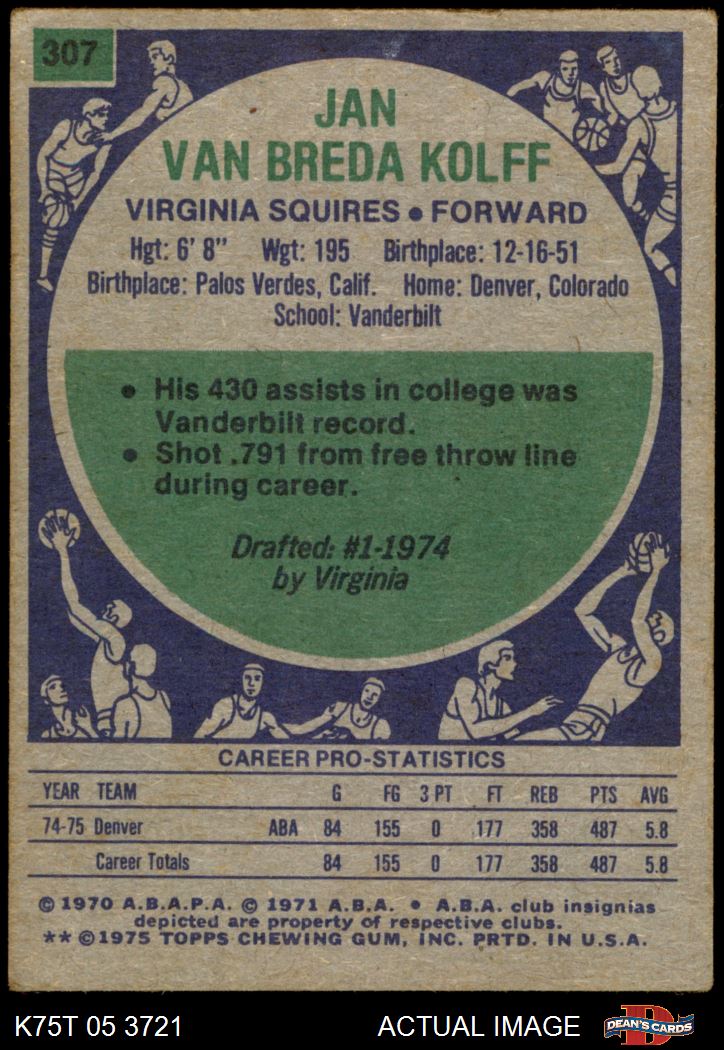 307
JAN
VAN BREDA KOLFF
VIRGINIA SQUIRES • FORWARD
Hgt: 6' 8" Wgt: 195 Birthplace: 12-16-51
Birthplace: Palos Verdes, Calif. Home: Denver, Colorado
School: Vanderbilt
• His 430 assists in college was
Vanderbilt record.
• Shot .791 from free throw line
during career.
Drafted: #1-1974
by Virginia
CAREER PRO-STATISTICS
YEAR TEAM G FG 3 PT FT REB PTS AVG
74-75 Denver ABA 84 155 0 177 358 487 5.8
Career Totals 84 155 0 177 358 487 5.8
© 1970 A.B.A.P.A. © 1971 A.B.A. • A.B.A. club insignias
depicted are property of respective clubs.
** © 1975 TOPPS CHEWING GUM, INC. PRTD. IN U.S.A.
K75T 05 3721 ACTUAL IMAGE D DEAN'S CARDS